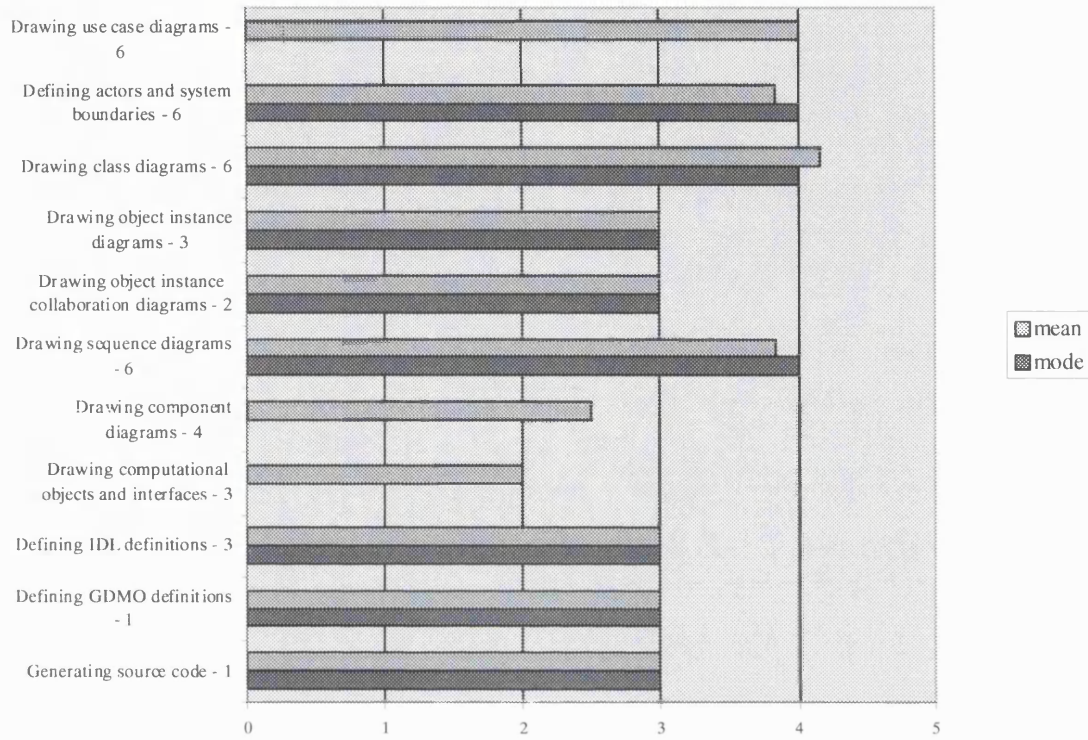 Drawing use case diagrams -
6
Defining actors and system
boundaries - 6
Drawing class diagrams - 6
Drawing object instance
diagrams - 3
Drawing object instance
collaboration diagrams - 2
Drawing sequence diagrams
- 6
Drawing component
diagrams - 4
Drawing computational
objects and interfaces - 3
Defining IDL definitions - 3
Defining GDMO definitions
- 1
Generating source code - 1
0 1 2 3 4 5
mean
mode